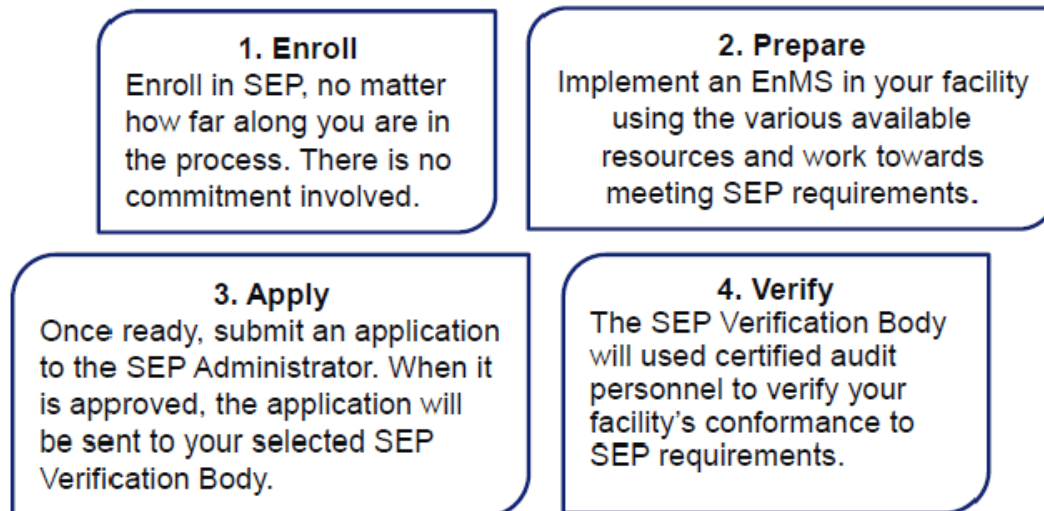 1. Enroll
Enroll in SEP, no matter
how far along you are in
the process. There is no
commitment involved.
2. Prepare
Implement an EnMS in your facility
using the various available
resources and work towards
meeting SEP requirements.
3. Apply
Once ready, submit an application
to the SEP Administrator. When it
is approved, the application will
be sent to your selected SEP
Verification Body.
4. Verify
The SEP Verification Body
will used certified audit
personnel to verify your
facility's conformance to
SEP requirements.